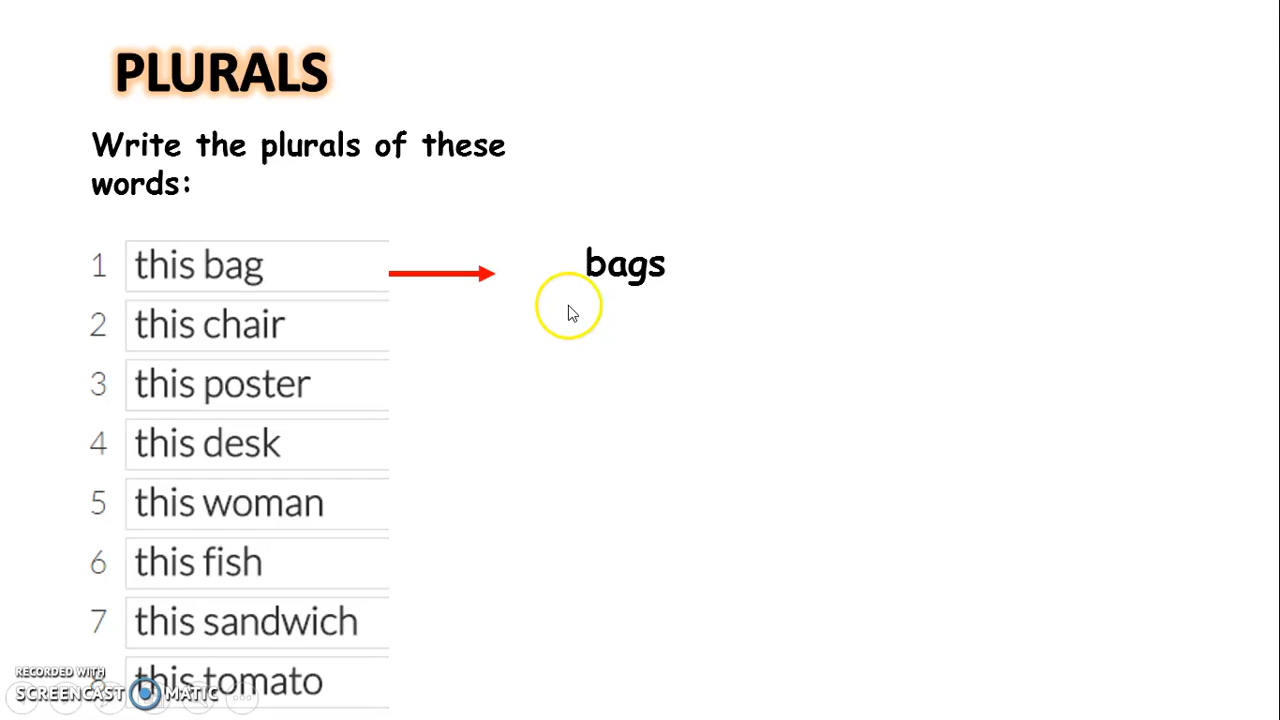 PLURALS
Write the plurals of these
words:
1 this bag bags
2 this chair
3 this poster
4 this desk
5 this woman
6 this fish
7 this sandwich
this tomato
RECORDED WITH
SCREENCAST MATIC